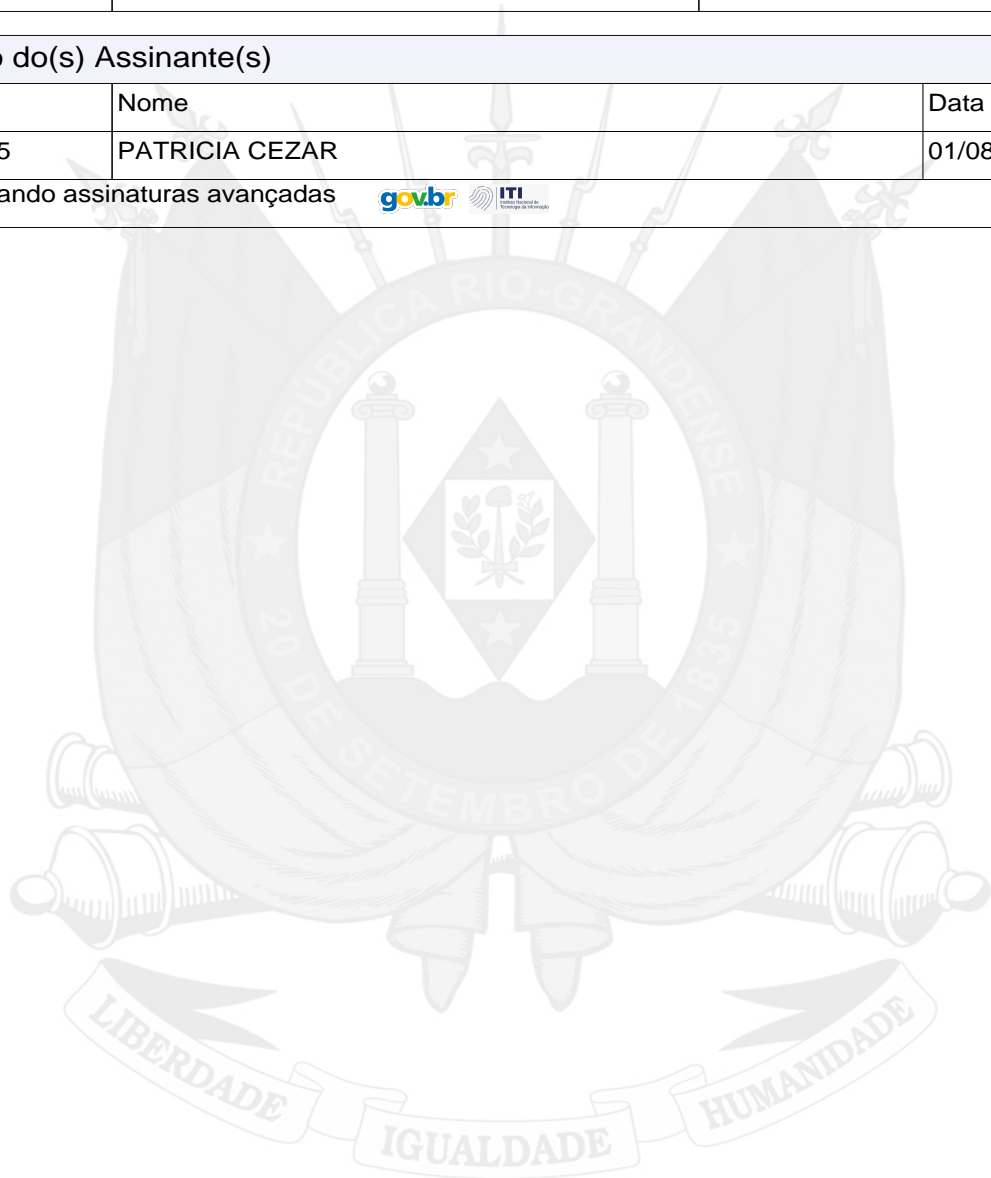 do(s) Assinante(s)
Nome Data
5 PATRICIA CEZAR 01/08
ando assinaturas avançadas gov.br ITI
REPÚBLICA RIO-GRANDENSE
20 DE SETEMBRO DE 1835
LIBERDADE IGUALDADE HUMANIDADE